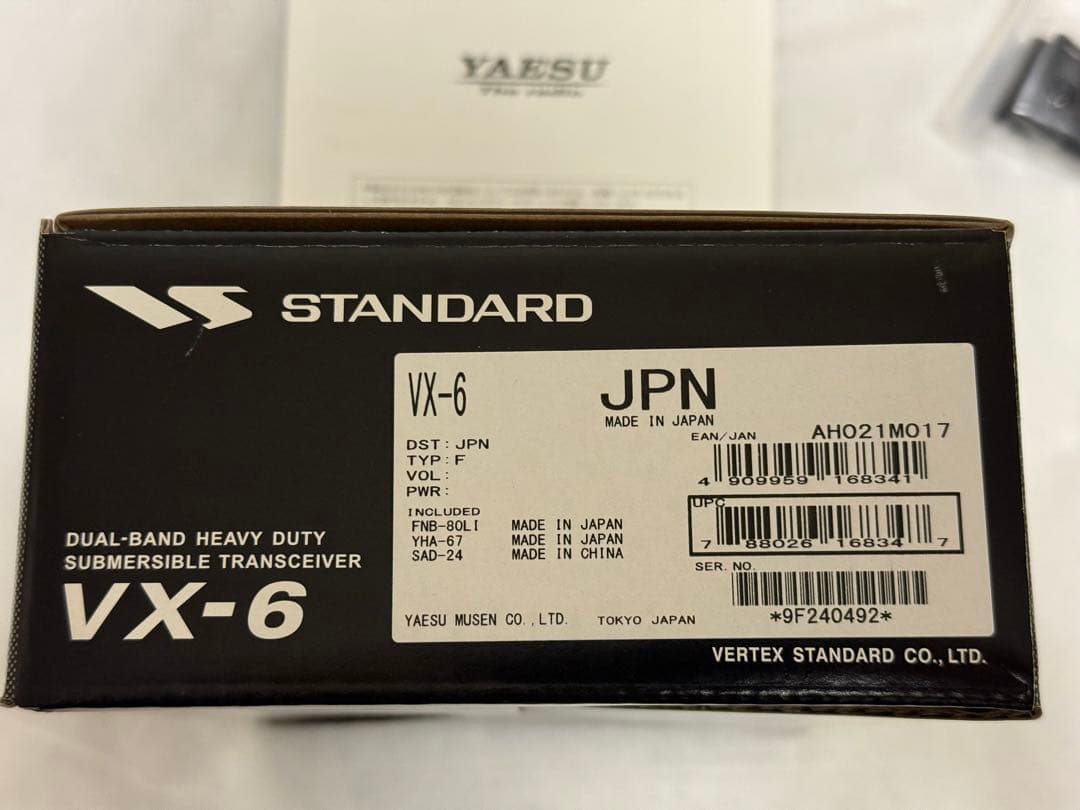 YAESU
The radio
STANDARD
VX-6
JPN
MADE IN JAPAN
DST: JPN
TYP: F
VOL:
PWR:
EAN/JAN
AH021M017
4 909959 168341
UPC
7 88026 16834 7
INCLUDED
FNB-80LI MADE IN JAPAN
YHA-67 MADE IN JAPAN
SAD-24 MADE IN CHINA
SER. NO.
*9F240492*
YAESU MUSEN CO.,LTD. TOKYO JAPAN
DUAL-BAND HEAVY DUTY
SUBMERSIBLE TRANSCEIVER
VX-6
VERTEX STANDARD CO., LTD.